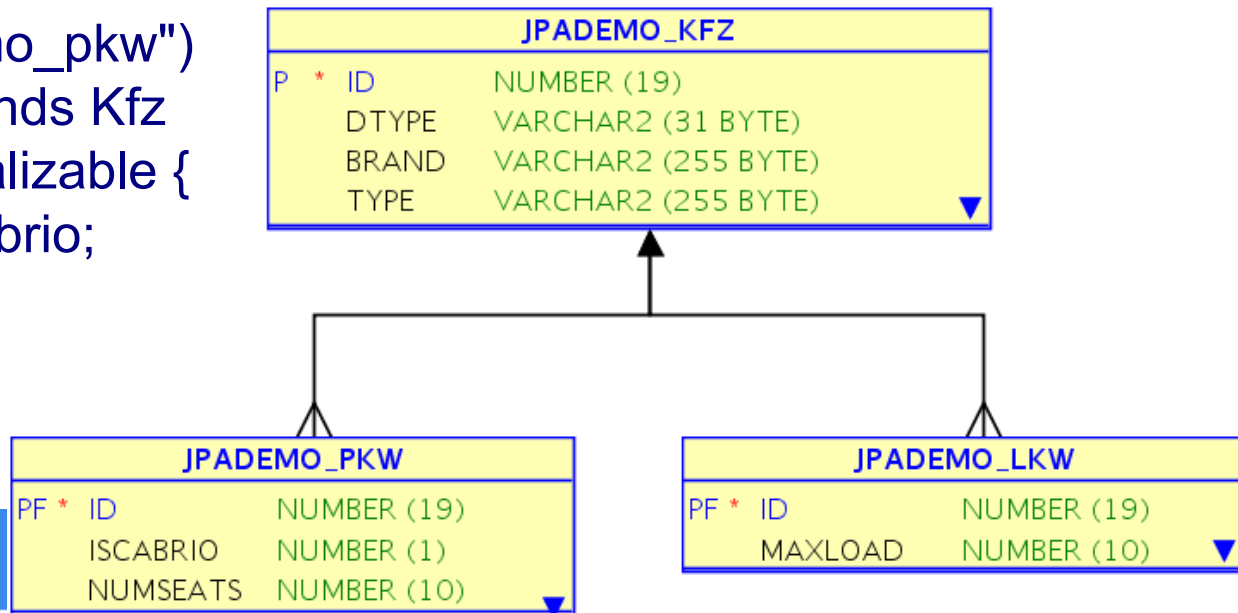 no_pkw")
nds Kfz
alizable {
brio;
JPADEMO_KFZ
P * ID NUMBER (19)
DTYPE VARCHAR2 (31 BYTE)
BRAND VARCHAR2 (255 BYTE)
TYPE VARCHAR2 (255 BYTE)
JPADEMO_PKW
PF * ID NUMBER (19)
ISCABRIO NUMBER (1)
NUMSEATS NUMBER (10)
JPADEMO_LKW
PF * ID NUMBER (19)
MAXLOAD NUMBER (10)